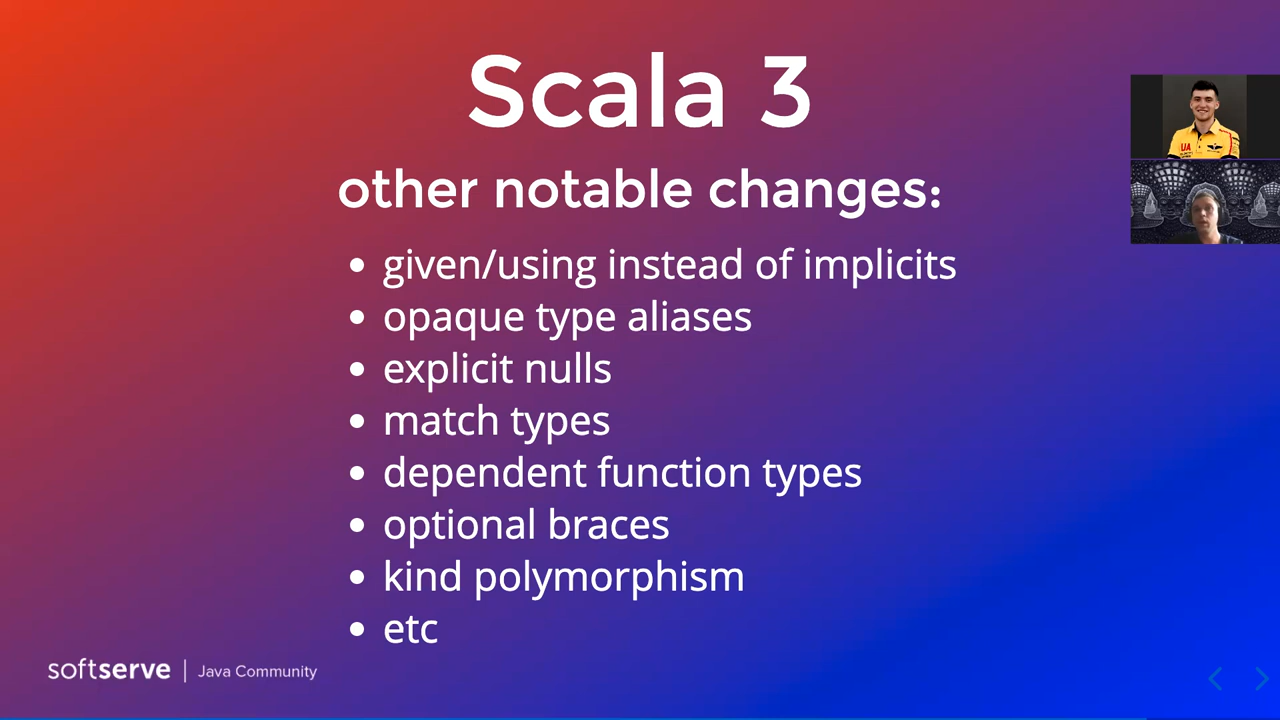 Scala 3
other notable changes:
• given/using instead of implicits
• opaque type aliases
• explicit nulls
• match types
• dependent function types
• optional braces
• kind polymorphism
• etc
softserve | Java Community
UA